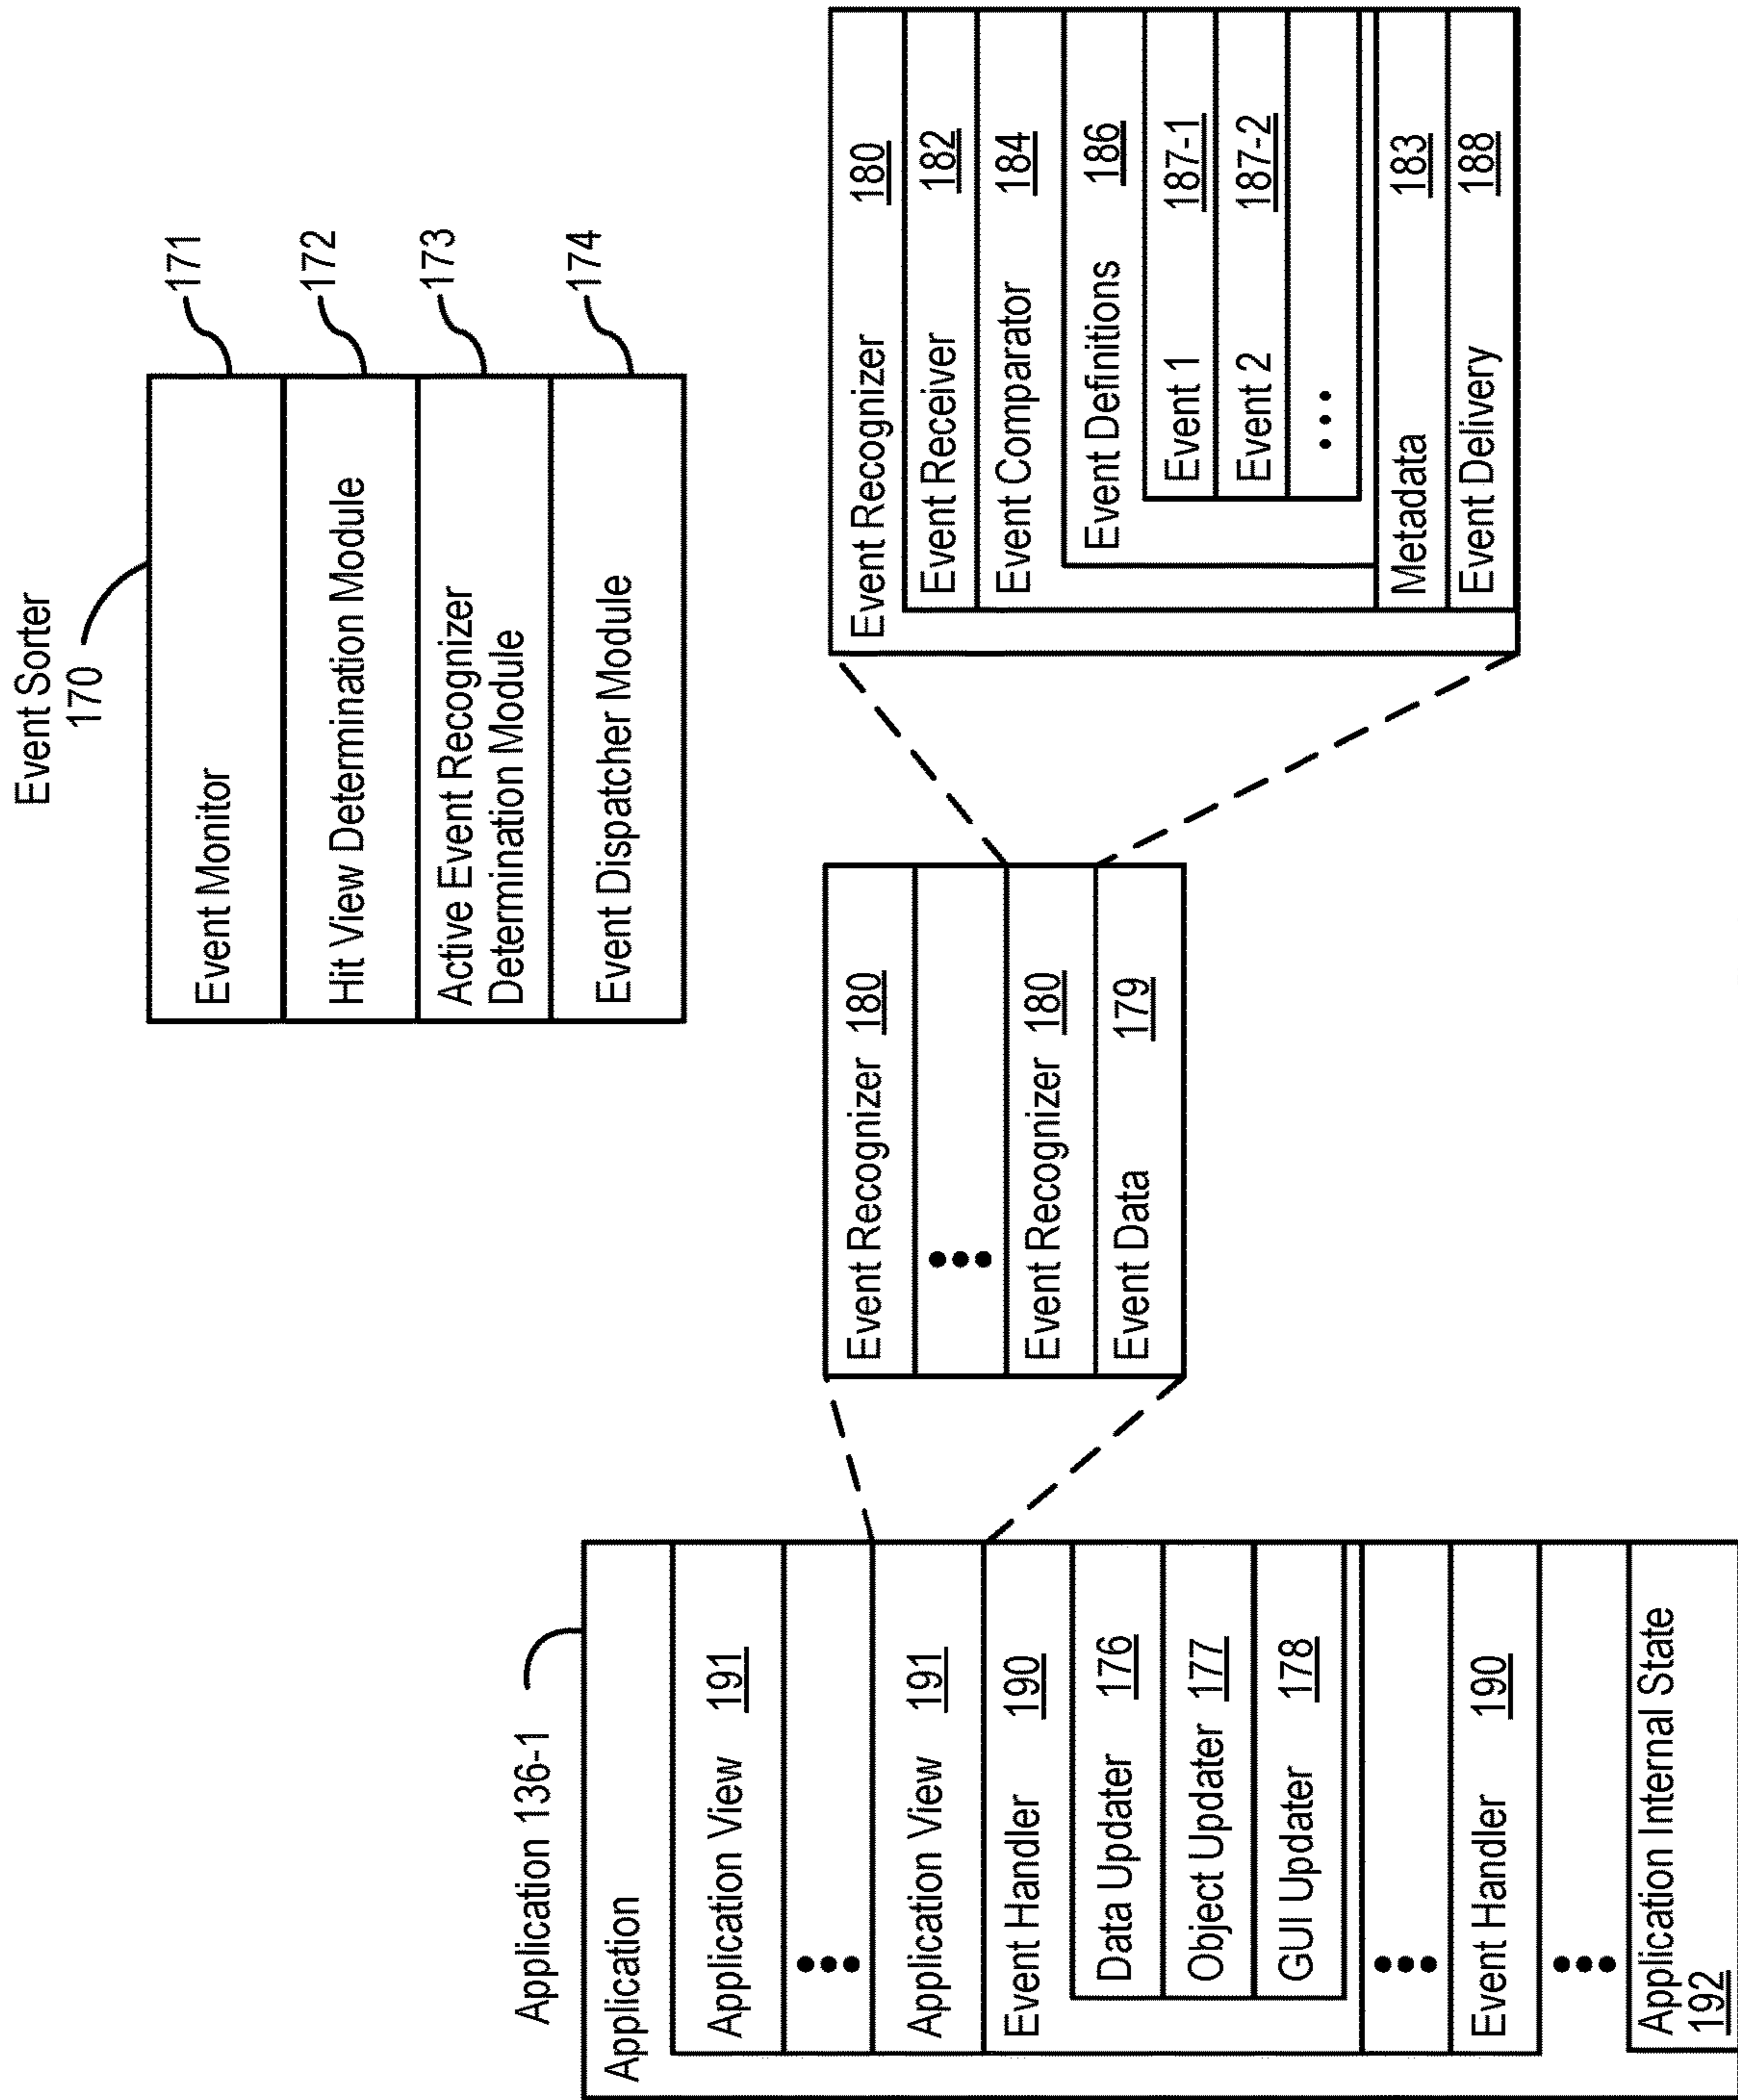 Event Sorter
170
Event Monitor
171
Hit View Determination Module
172
Active Event Recognizer
Determination Module
173
Event Dispatcher Module
174
Application 136-1
Application
Application View 191
•••
Application View 191
Event Handler 190
Data Updater 176
Object Updater 177
GUI Updater 178
•••
Event Handler 190
•••
Application Internal State
192
Event Recognizer 180
•••
Event Recognizer 180
Event Data 179
Event Recognizer 180
Event Receiver 182
Event Comparator 184
Event Definitions 186
Event 1 187-1
Event 2 187-2
•••
Metadata 183
Event Delivery 188